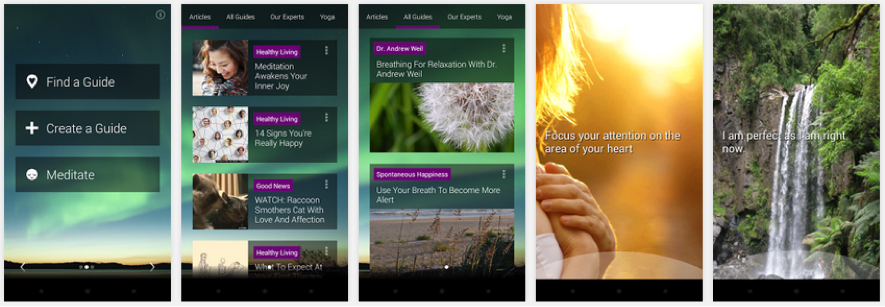 Find a Guide
Create a Guide
Meditate
Articles All Guides Our Experts Yoga
Healthy Living
Meditation
Awakens Your
Inner Joy
Healthy Living
14 Signs You're
Really Happy
Good News
WATCH: Raccoon
Smothers Cat With
Love And Affection
Healthy Living
What To Expect At
Articles All Guides Our Experts Yoga
Dr. Andrew Weil
Breathing For Relaxation With Dr.
Andrew Weil
Spontaneous Happiness
Use Your Breath To Become More
Alert
Focus your attention on the
area of your heart
I am perfect as I am right
now.